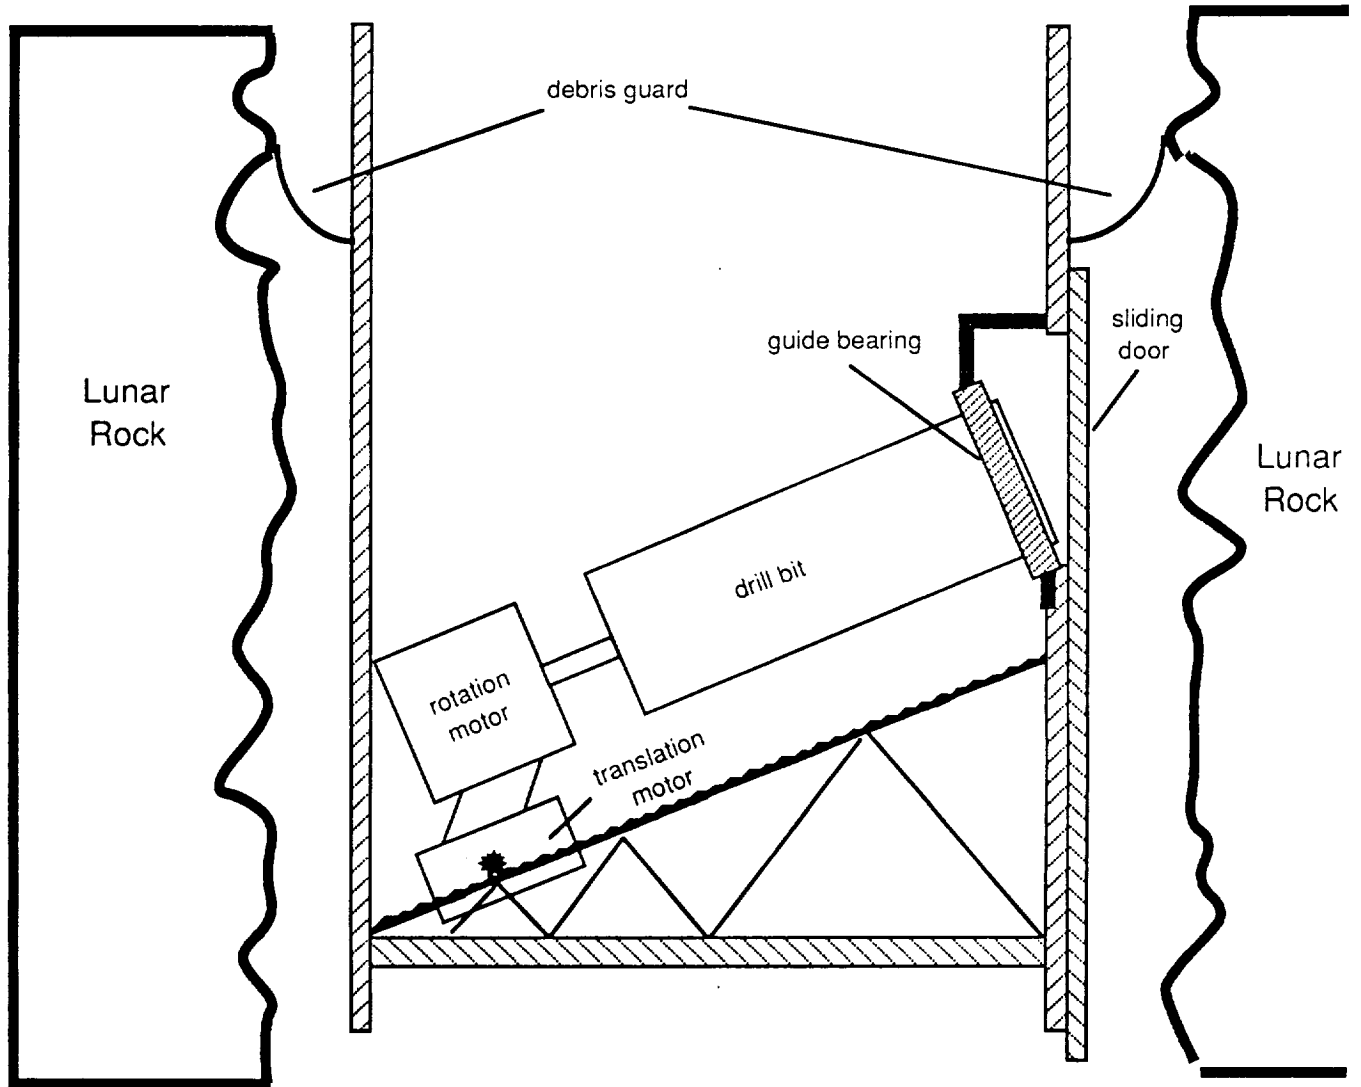 debris guard
guide bearing
sliding
door
Lunar
Rock
Lunar
Rock
drill bit
rotation
motor
translation
motor